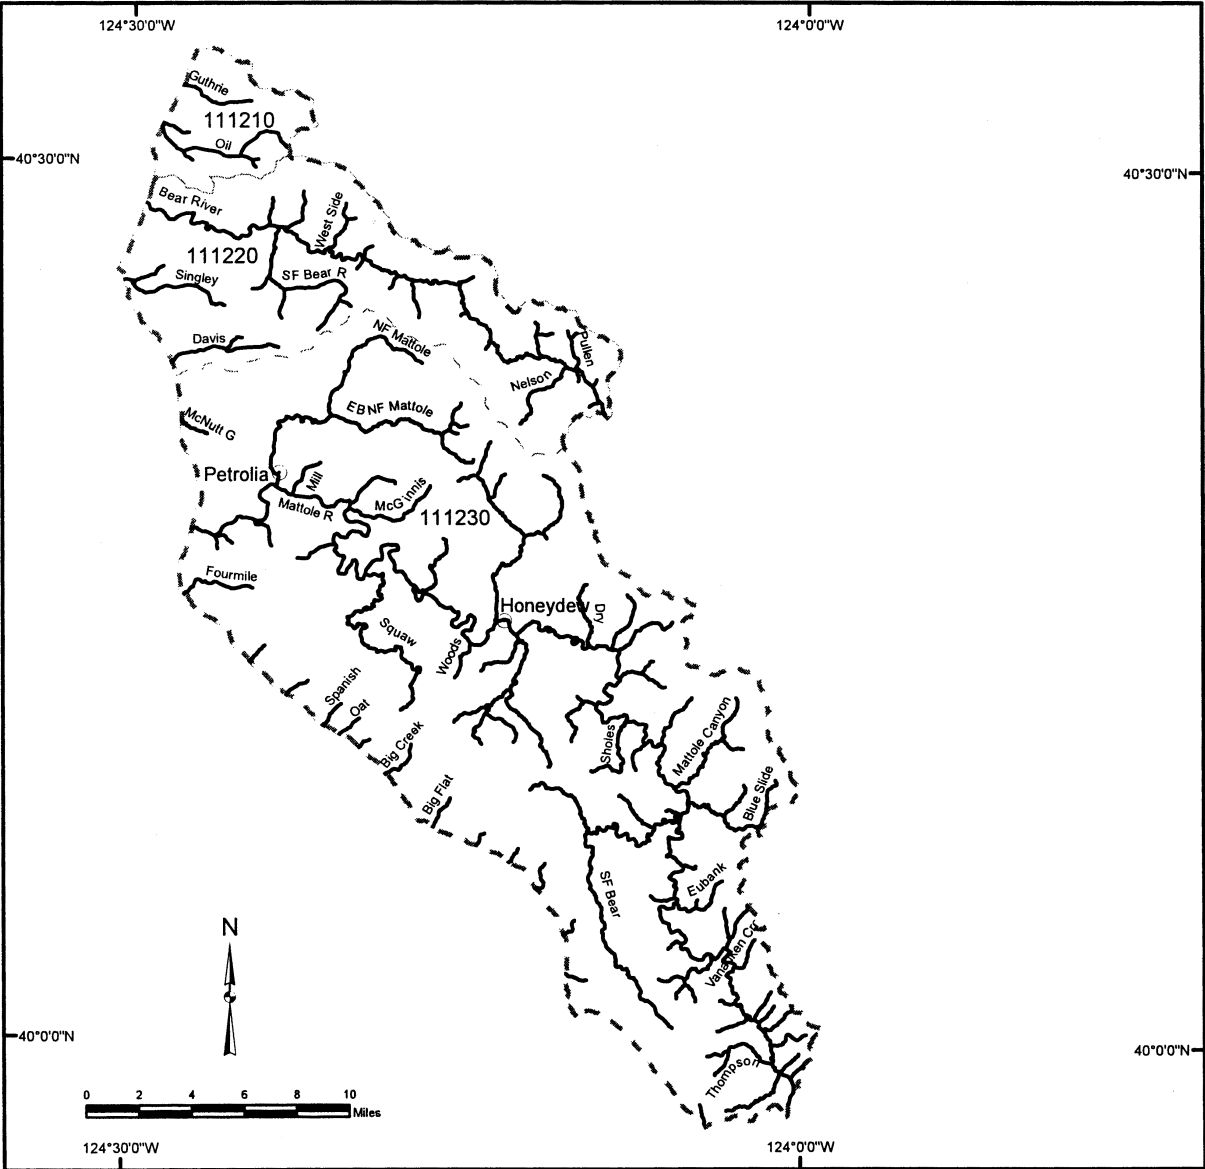 124°30'0"W
124°0'0"W
Guthrie
111210
Oil
40°30'0"N
40°30'0"N
Bear River
West Side
111220
Singley
SF Bear R
Davis
NF Mattole
Pullen
Nelson
EBNF Mattole
McNutt G
Petrolia
Mill
McGinnis
Mattole R
111230
Fourmile
Honeydew
Dry
Squaw
Woods
Spanish
Oat
Sholes
Mattole Canyon
Big Creek
Big Flat
Blue Slide
SF Bear
Eubank
N
40°0'0"N
40°0'0"N
Thompson
0 2 4 6 8 10
Miles
124°30'0"W
124°0'0"W